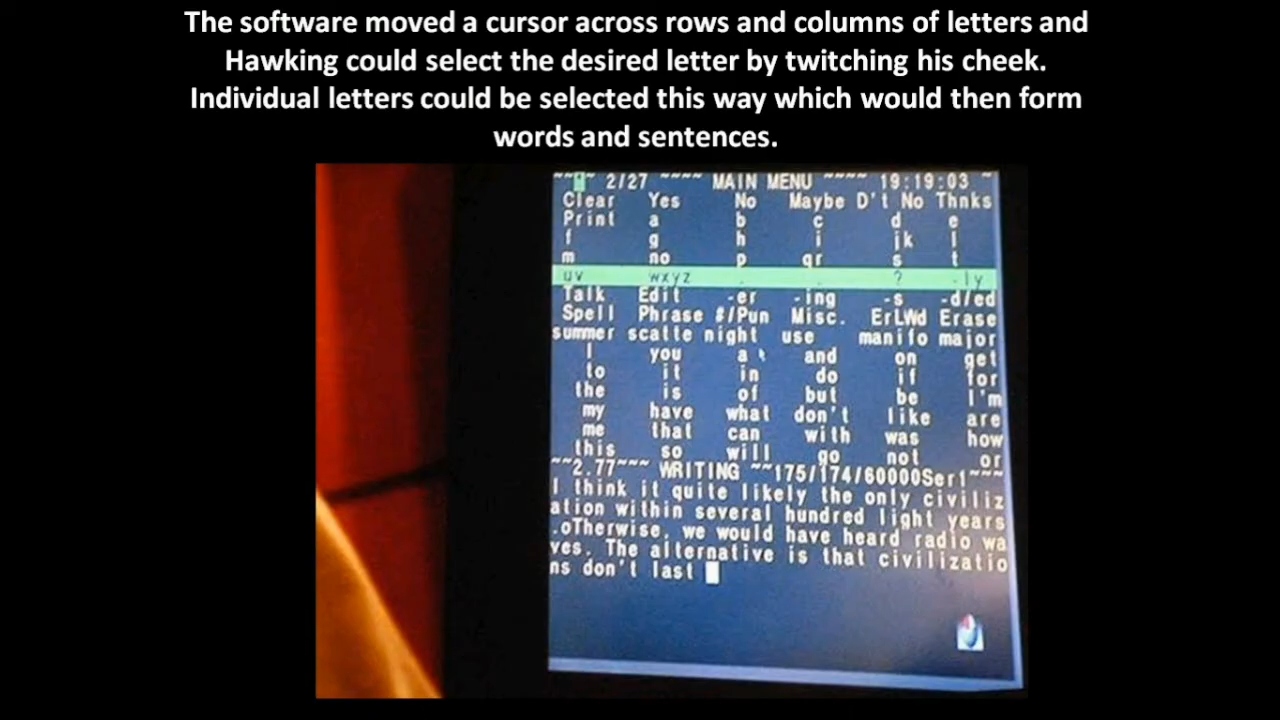 The software moved a cursor across rows and columns of letters and
Hawking could select the desired letter by twitching his cheek.
Individual letters could be selected this way which would then form
words and sentences.
~~ ~ 2/27 ~~~~ MAIN MENU ~~~~ 19:19:03 ~
Clear Yes No Maybe D't No Thnks
Print a b c d e
f g h i jk l
m no p qr s t
uv wxyz . , ? -ly
Talk Edit -er -ing -s -d/ed
Spell Phrase #/Pun Misc. ErLWd Erase
summer scatte night use manifo major
I you a and on get
to it in do if for
the is of but be I'm
my have what don't like are
me that can with was how
this so will go not or
~~2.77~~~ WRITING ~~175/174/60000Ser1~~~
I think it quite likely the only civiliz
ation within several hundred light years
.oTherwise, we would have heard radio wa
ves. The alternative is that civilizatio
ns don't last